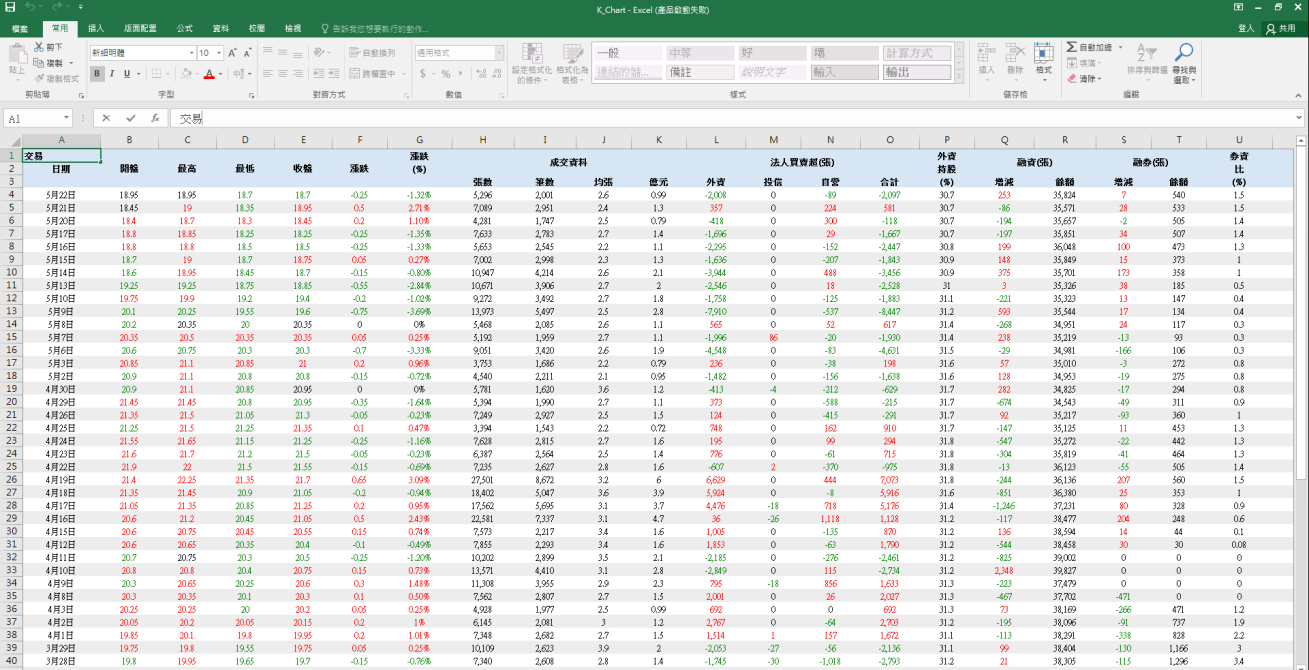 K_Chart - Excel (產品啟動失敗)
檔案 常用 插入 版面配置 公式 資料 校閱 檢視 告訴我您想要執行的動作... 登入 共用
貼上 剪下 複製 複製格式 剪貼簿
新細明體 10 B I U 字型
自動換列 跨欄置中 對齊方式
通用格式 $ % , 數值
設定格式化的條件 格式化為表格
一般 中等 好 壞 計算方式
連結的儲... 備註 說明文字 輸入 輸出
樣式
插入 刪除 格式 儲存格
自動加總 填滿 清除 排序與篩選 尋找與選取 編輯
A1 fx 交易
A B C D E F G H I J K L M N O P Q R S T U
1 交易 漲跌 外資 券資
2 日期 開盤 最高 最低 收盤 漲跌 (%) 成交資料 法人買賣超(張) 持股 融資(張) 融券(張) 比
3 張數 筆數 均張 億元 外資 投信 自營 合計 (%) 增減 餘額 增減 餘額 (%)
4 5月22日 18.95 18.95 18.7 18.7 -0.25 -1.32% 5,296 2,001 2.6 0.99 -2,008 0 -89 -2,097 30.7 253 35,824 7 540 1.5
5 5月21日 18.45 19 18.35 18.95 0.5 2.71% 7,089 2,951 2.4 1.3 357 0 224 581 30.7 -86 35,571 28 533 1.5
6 5月20日 18.4 18.7 18.3 18.45 0.2 1.10% 4,281 1,747 2.5 0.79 -418 0 300 -118 30.7 -194 35,657 -2 505 1.4
7 5月17日 18.8 18.85 18.25 18.25 -0.25 -1.35% 7,633 2,783 2.7 1.4 -1,696 0 29 -1,667 30.7 -197 35,851 34 507 1.4
8 5月16日 18.8 18.8 18.5 18.5 -0.25 -1.33% 5,653 2,545 2.2 1.1 -2,295 0 -152 -2,447 30.8 199 36,048 100 473 1.3
9 5月15日 18.7 19 18.7 18.75 0.05 0.27% 7,002 2,998 2.3 1.3 -1,636 0 -207 -1,843 30.9 148 35,849 15 373 1
10 5月14日 18.6 18.95 18.45 18.7 -0.15 -0.80% 10,947 4,214 2.6 2.1 -3,944 0 488 -3,456 30.9 375 35,701 173 358 1
11 5月13日 19.25 19.25 18.75 18.85 -0.55 -2.84% 10,671 3,906 2.7 2 -2,546 0 18 -2,528 31 3 35,326 38 185 0.5
12 5月10日 19.75 19.9 19.2 19.4 -0.2 -1.02% 9,272 3,492 2.7 1.8 -1,758 0 -125 -1,883 31.1 -221 35,323 13 147 0.4
13 5月9日 20.1 20.25 19.55 19.6 -0.75 -3.69% 13,973 5,497 2.5 2.8 -7,910 0 -537 -8,447 31.2 593 35,544 17 134 0.4
14 5月8日 20.2 20.35 20 20.35 0 0% 5,468 2,085 2.6 1.1 565 0 52 617 31.4 -268 34,951 24 117 0.3
15 5月7日 20.35 20.5 20.35 20.35 0.05 0.25% 5,192 1,959 2.7 1.1 -1,996 86 -20 -1,930 31.4 238 35,219 -13 93 0.3
16 5月6日 20.6 20.75 20.3 20.3 -0.7 -3.33% 9,051 3,420 2.6 1.9 -4,548 0 -83 -4,631 31.5 -29 34,981 -166 106 0.3
17 5月3日 20.85 21.1 20.85 21 0.2 0.96% 3,753 1,686 2.2 0.79 236 0 -38 198 31.6 57 35,010 -3 272 0.8
18 5月2日 20.9 21.1 20.8 20.8 -0.15 -0.72% 4,540 2,211 2.1 0.95 -1,482 0 -156 -1,638 31.6 128 34,953 -19 275 0.8
19 4月30日 20.9 21.1 20.85 20.95 0 0% 5,781 1,620 3.6 1.2 -413 -4 -212 -629 31.7 282 34,825 -17 294 0.8
20 4月29日 21.45 21.45 20.8 20.95 -0.35 -1.64% 5,394 1,990 2.7 1.1 373 0 -588 -215 31.7 -674 34,543 -49 311 0.9
21 4月26日 21.35 21.5 21.05 21.3 -0.05 -0.23% 7,249 2,927 2.5 1.5 124 0 -415 -291 31.7 92 35,217 -93 360 1
22 4月25日 21.25 21.5 21.25 21.35 0.1 0.47% 3,394 1,543 2.2 0.72 748 0 162 910 31.7 -147 35,125 11 453 1.3
23 4月24日 21.55 21.65 21.15 21.25 -0.25 -1.16% 7,628 2,815 2.7 1.6 195 0 99 294 31.8 -547 35,272 -22 442 1.3
24 4月23日 21.6 21.7 21.2 21.5 -0.05 -0.23% 6,387 2,564 2.5 1.4 776 0 -61 715 31.8 -304 35,819 -41 464 1.3
25 4月22日 21.9 22 21.5 21.55 -0.15 -0.69% 7,235 2,627 2.8 1.6 -607 2 -370 -975 31.8 -13 36,123 -55 505 1.4
26 4月19日 21.4 22.25 21.35 21.7 0.65 3.09% 27,501 8,672 3.2 6 6,629 0 444 7,073 31.8 -244 36,136 207 560 1.5
27 4月18日 21.35 21.45 20.9 21.05 -0.2 -0.94% 18,402 5,047 3.6 3.9 5,924 0 -8 5,916 31.6 -851 36,380 25 353 1
28 4月17日 21.05 21.35 20.85 21.25 0.2 0.95% 17,562 5,695 3.1 3.7 4,476 -18 718 5,176 31.4 -1,246 37,231 80 328 0.9
29 4月16日 20.6 21.2 20.45 21.05 0.5 2.43% 22,581 7,337 3.1 4.7 36 -26 1,118 1,128 31.2 -117 38,477 204 248 0.6
30 4月15日 20.6 20.75 20.45 20.55 0.15 0.74% 7,573 2,217 3.4 1.6 1,005 0 -135 870 31.2 136 38,594 14 44 0.1
31 4月12日 20.6 20.65 20.35 20.4 -0.1 -0.49% 7,855 2,293 3.4 1.6 1,853 0 -63 1,790 31.2 -544 38,458 30 30 0.08
32 4月11日 20.7 20.75 20.3 20.5 -0.25 -1.20% 10,202 2,899 3.5 2.1 -2,185 0 -276 -2,461 31.2 -825 39,002 0 0 0
33 4月10日 20.8 20.8 20.4 20.75 0.15 0.73% 13,571 4,410 3.1 2.8 -2,849 0 115 -2,734 31.2 2,348 39,827 0 0 0
34 4月9日 20.3 20.65 20.25 20.6 0.3 1.48% 11,308 3,955 2.9 2.3 795 -18 856 1,633 31.2 -223 37,479 0 0 0
35 4月8日 20.3 20.35 20.1 20.3 0.1 0.50% 7,562 2,807 2.7 1.5 2,001 0 26 2,027 31.3 -467 37,702 -471 0 0
36 4月3日 20.25 20.25 20 20.2 0.05 0.25% 4,928 1,977 2.5 0.99 692 0 0 692 31.2 73 38,169 -266 471 1.2
37 4月2日 20.05 20.2 20.05 20.15 0.2 1% 6,145 2,081 3 1.2 2,767 0 -64 2,703 31.2 -195 38,096 -91 737 1.9
38 4月1日 19.85 20.1 19.8 19.95 0.2 1.01% 7,348 2,682 2.7 1.5 1,514 1 157 1,672 31.1 -113 38,291 -338 828 2.2
39 3月29日 19.75 19.8 19.55 19.75 0.05 0.25% 10,109 2,623 3.9 2 -2,053 -27 -56 -2,136 31.1 99 38,404 -130 1,166 3
40 3月28日 19.8 19.95 19.65 19.7 -0.15 -0.76% 7,340 2,608 2.8 1.4 -1,745 -30 -1,018 -2,793 31.2 21 38,305 -115 1,296 3.4